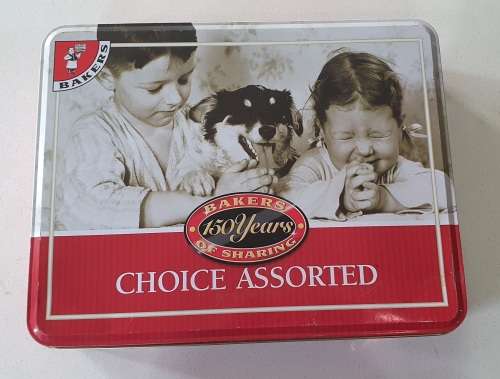 BAKERS
BAKERS
150 Years
OF SHARING
CHOICE ASSORTED